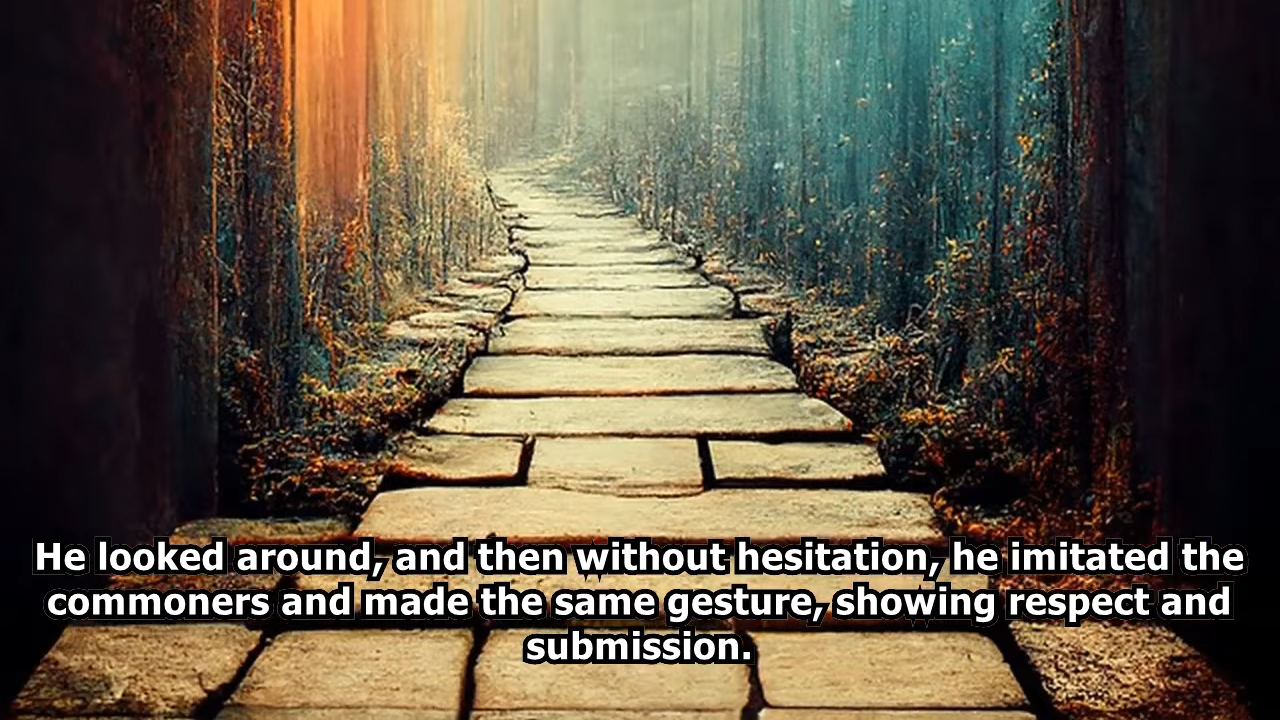 He looked around, and then without hesitation, he imitated the
commoners and made the same gesture, showing respect and
submission.